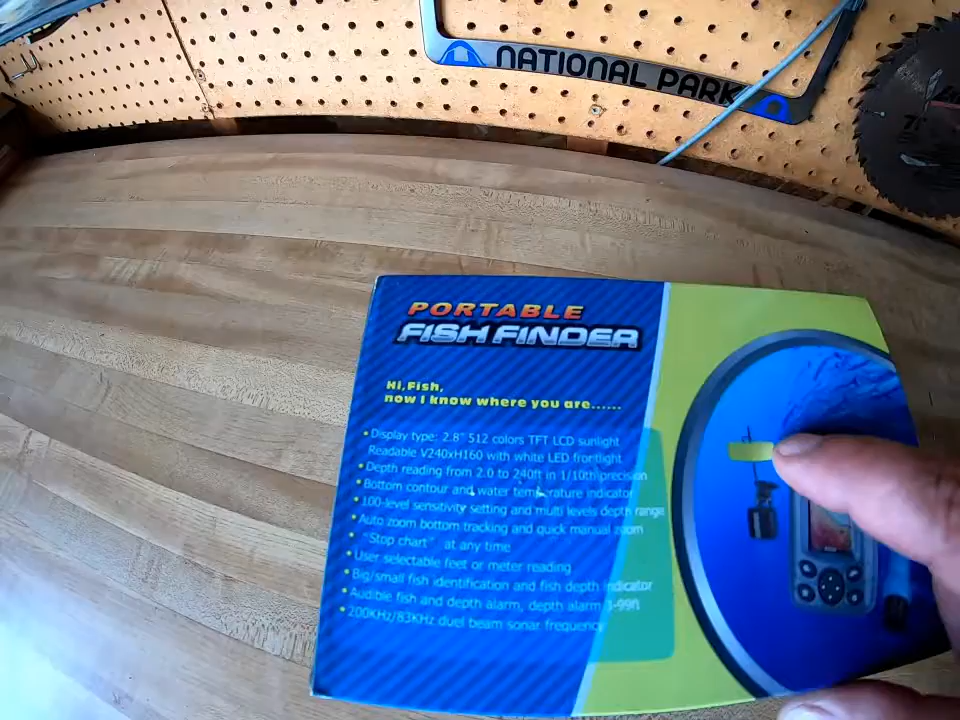 NATIONAL PARK
PORTABLE
FISH FINDER
Hi,Fish,
now I know where you are......
• Display type: 2.8" 512 colors TFT LCD sunlight
Readable V240xH160 with white LED frontlight
• Depth reading from 2.0 to 240ft in 1/10th precision
• Bottom contour and water temperature indicator
• 100-level sensitivity setting and multi levels depth range
• Auto zoom bottom tracking and quick manual zoom
• "Stop chart" at any time
• User selectable feet or meter reading
• Big/small fish identification and fish depth indicator
• Audible fish and depth alarm, depth alarm 1-99ft
• 200KHz/83KHz duel beam sonar frequency